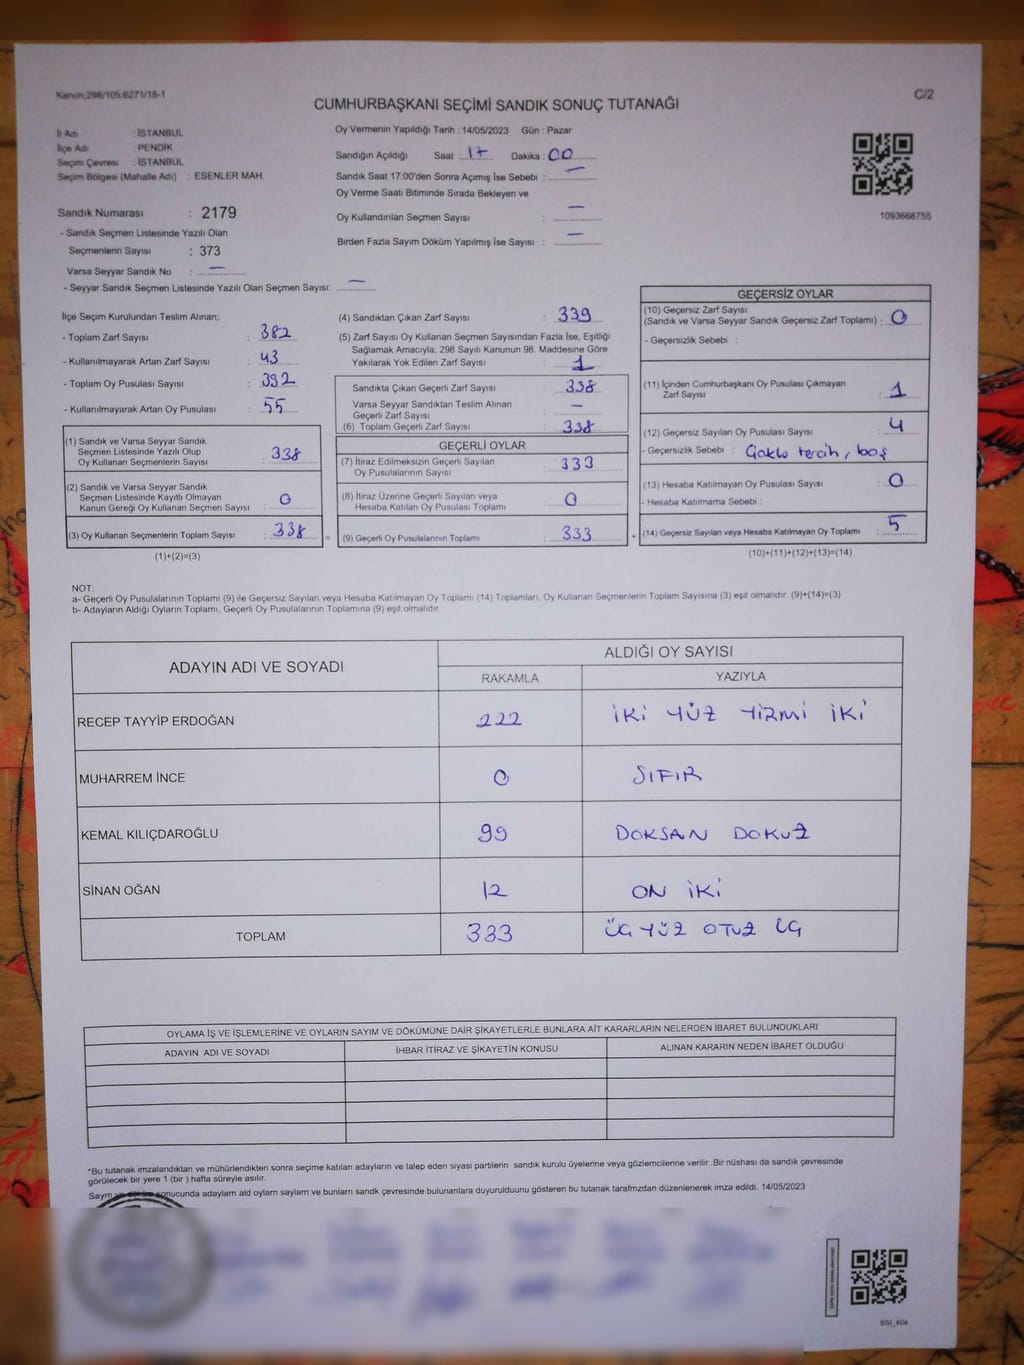 Kanun;298/105,6271/18-1
C/2
CUMHURBAŞKANI SEÇİMİ SANDIK SONUÇ TUTANAĞI
İl Adı : İSTANBUL
İlçe Adı : PENDİK
Seçim Çevresi : İSTANBUL
Seçim Bölgesi (Mahalle Adı) : ESENLER MAH.
Oy Vermenin Yapıldığı Tarih : 14/05/2023 Gün : Pazar
Sandığın Açıldığı Saat : 17 Dakika : 00
Sandık Saat 17:00'den Sonra Açımış İse Sebebi : —
Oy Verme Saati Bitiminde Sırada Bekleyen ve
Oy Kullandırılan Seçmen Sayısı : —
Birden Fazla Sayım Döküm Yapılmış İse Sayısı : —
1093668755
Sandık Numarası : 2179
- Sandık Seçmen Listesinde Yazılı Olan
Seçmenlerin Sayısı : 373
Varsa Seyyar Sandık No : —
- Seyyar Sandık Seçmen Listesinde Yazılı Olan Seçmen Sayısı: —
İlçe Seçim Kurulundan Teslim Alınan;
- Toplam Zarf Sayısı : 382
- Kullanılmayarak Artan Zarf Sayısı : 43
- Toplam Oy Pusulası Sayısı : 392
- Kullanılmayarak Artan Oy Pusulası : 55
(1) Sandık ve Varsa Seyyar Sandık
Seçmen Listesinde Yazılı Olup
Oy Kullanan Seçmenlerin Sayısı : 338
(2) Sandık ve Varsa Seyyar Sandık
Seçmen Listesinde Kayıtlı Olmayan
Kanun Gereği Oy Kullanan Seçmen Sayısı : 0
(3) Oy Kullanan Seçmenlerin Toplam Sayısı : 338
(1)+(2)=(3)
(4) Sandıktan Çıkan Zarf Sayısı : 339
(5) Zarf Sayısı Oy Kullanan Seçmen Sayısından Fazla İse, Eşitliği
Sağlamak Amacıyla; 298 Sayılı Kanunun 98. Maddesine Göre
Yakılarak Yok Edilen Zarf Sayısı : 1
Sandıkta Çıkan Geçerli Zarf Sayısı : 338
Varsa Seyyar Sandıktan Teslim Alınan
Geçerli Zarf Sayısı : —
(6) Toplam Geçerli Zarf Sayısı : 338
GEÇERLİ OYLAR
(7) İtiraz Edilmeksizin Geçerli Sayılan
Oy Pusulalarının Sayısı : 333
(8) İtiraz Üzerine Geçerli Sayılan veya
Hesaba Katılan Oy Pusulası Toplamı : 0
(9) Geçerli Oy Pusulalarının Toplamı : 333
GEÇERSİZ OYLAR
(10) Geçersiz Zarf Sayısı
(Sandık ve Varsa Seyyar Sandık Geçersiz Zarf Toplamı) : 0
- Geçersizlik Sebebi :
(11) İçinden Cumhurbaşkanı Oy Pusulası Çıkmayan
Zarf Sayısı : 1
(12) Geçersiz Sayılan Oy Pusulası Sayısı : 4
- Geçersizlik Sebebi : Çoklu tercih, boş
(13) Hesaba Katılmayan Oy Pusulası Sayısı : 0
- Hesaba Katılmama Sebebi :
(14) Geçersiz Sayılan veya Hesaba Katılmayan Oy Toplamı : 5
(10)+(11)+(12)+(13)=(14)
NOT:
a- Geçerli Oy Pusulalarının Toplamı (9) ile Geçersiz Sayılan veya Hesaba Katılmayan Oy Toplamı (14) Toplamları, Oy Kullanan Seçmenlerin Toplam Sayısına (3) eşit olmalıdır. (9)+(14)=(3)
b- Adayların Aldığı Oyların Toplamı, Geçerli Oy Pusulalarının Toplamına (9) eşit olmalıdır.
ADAYIN ADI VE SOYADI
ALDIĞI OY SAYISI
RAKAMLA YAZIYLA
RECEP TAYYİP ERDOĞAN 222 İKİ YÜZ YİRMİ İKİ
MUHARREM İNCE 0 SIFIR
KEMAL KILIÇDAROĞLU 99 DOKSAN DOKUZ
SİNAN OĞAN 12 ON İKİ
TOPLAM 333 ÜÇ YÜZ OTUZ ÜÇ
OYLAMA İŞ VE İŞLEMLERİNE VE OYLARIN SAYIM VE DÖKÜMÜNE DAİR ŞİKAYETLERLE BUNLARA AİT KARARLARIN NELERDEN İBARET BULUNDUKLARI
ADAYIN ADI VE SOYADI İHBAR İTİRAZ VE ŞİKAYETİN KONUSU ALINAN KARARIN NEDEN İBARET OLDUĞU
*Bu tutanak imzalandıktan ve mühürlendikten sonra seçime katılan adayların ve talep eden siyasi partilerin sandık kurulu üyelerine veya gözlemcilerine verilir .Bir nüshası da sandık çevresinde
görülecek bir yere 1 (bir ) hafta süreyle asılır.
Sayım ve döküm sonucunda adayların ald oyların sayların ve bunların sandk çevresinde bulunanlara duyurulduunu gösteren bu tutanak tarafmzdan düzenlenerek imza edildi. 14/05/2023
SSI_404